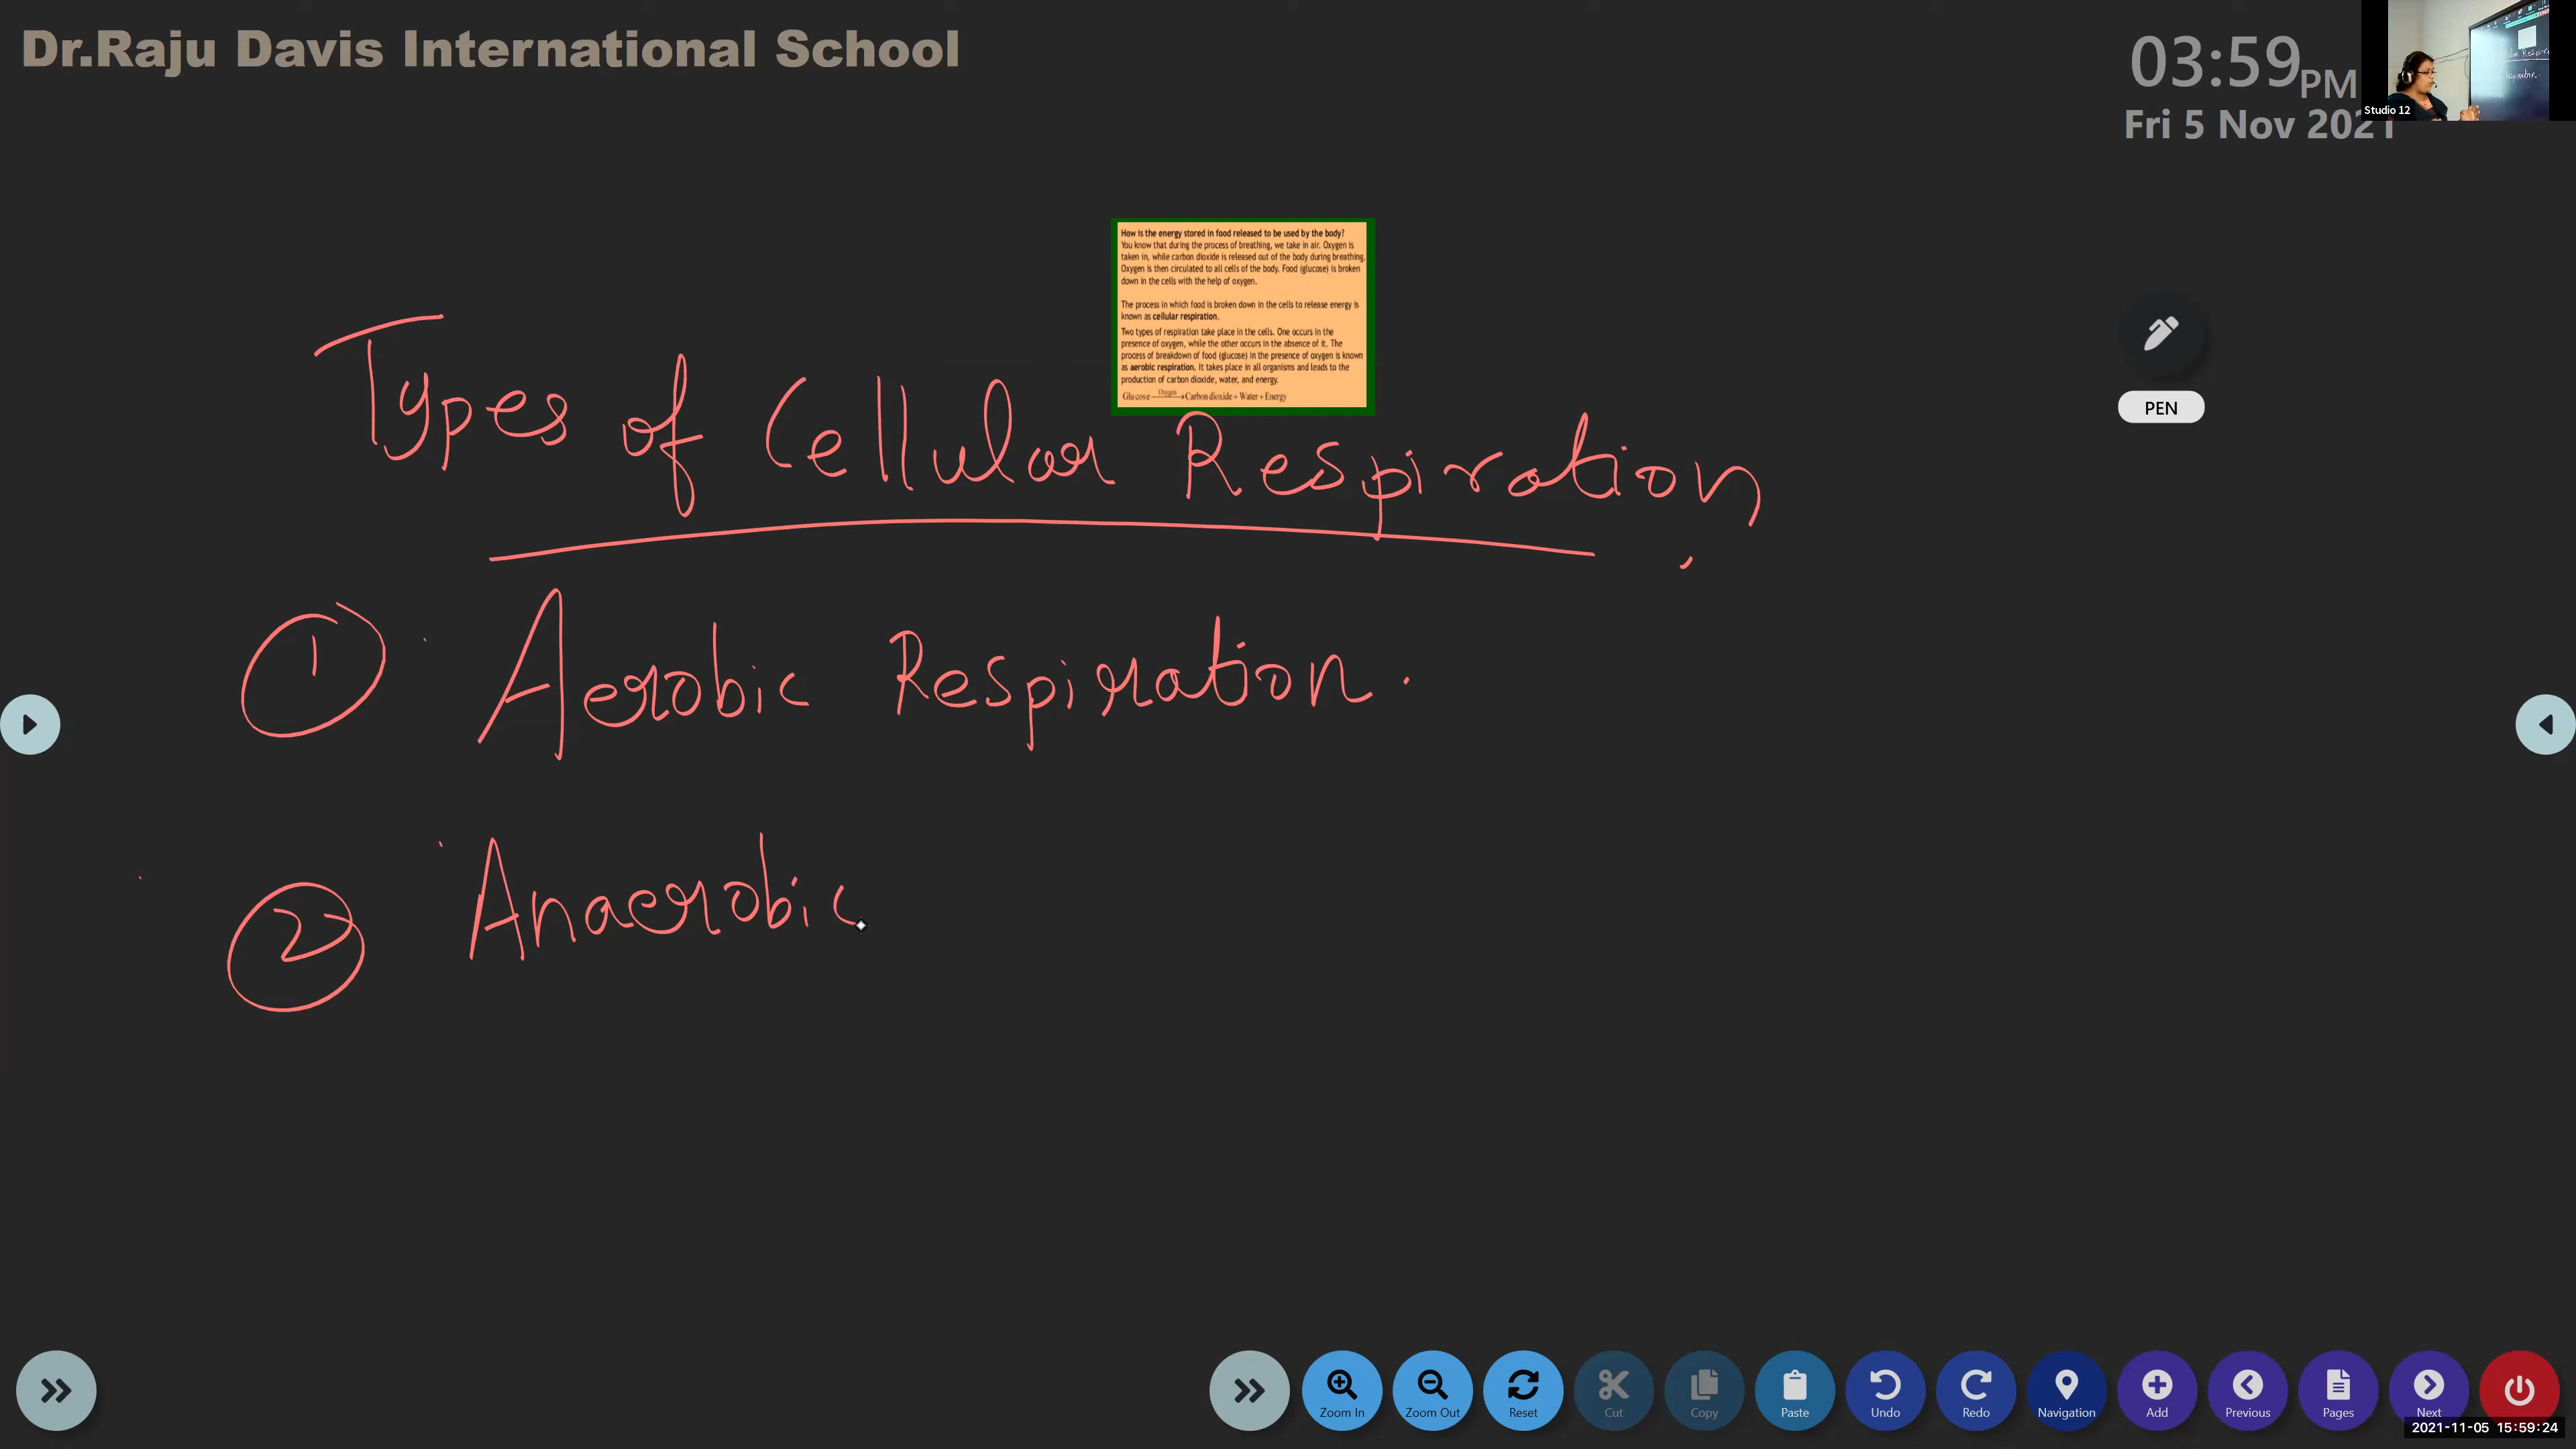 Dr.Raju Davis International School
03:59 PM
Fri 5 Nov 2021
Studio 12
How is the energy stored in food released to be used by the body?
You know that during the process of breathing, we take in air. Oxygen is
taken in, while carbon dioxide is released out of the body during breathing.
Oxygen is then circulated to all cells of the body. Food (glucose) is broken
down in the cells with the help of oxygen.
The process in which food is broken down in the cells to release energy is
known as cellular respiration.
Two types of respiration take place in the cells. One occurs in the
presence of oxygen, while the other occurs in the absence of it. The
process of breakdown of food (glucose) in the presence of oxygen is known
as aerobic respiration. It takes place in all organisms and leads to the
production of carbon dioxide, water, and energy.
Glucose —Oxygen→ Carbon dioxide + Water + Energy
PEN
Types of Cellular Respiration
1 Aerobic Respiration.
2 Anaerobic
Zoom In
Zoom Out
Reset
Cut
Copy
Paste
Undo
Redo
Navigation
Add
Previous
Pages
Next
2021-11-05 15:59:24